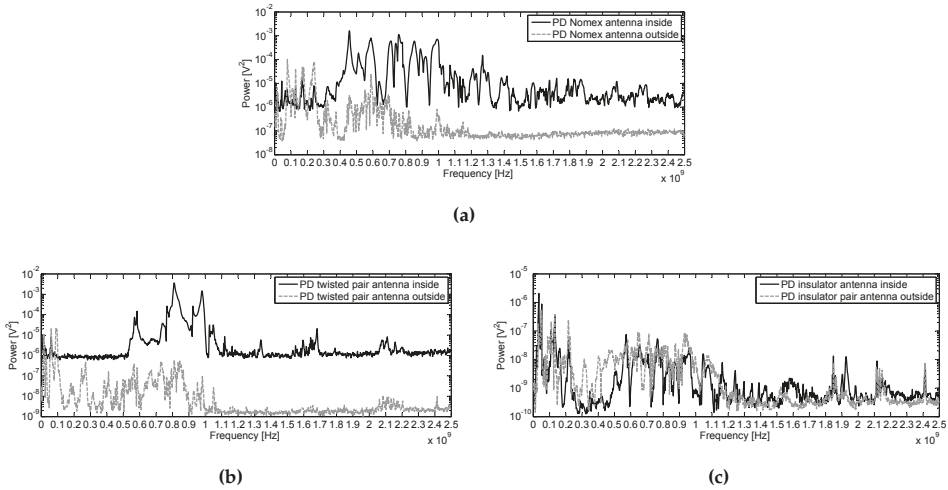 10⁻²
10⁻³
10⁻⁴
10⁻⁵
10⁻⁶
10⁻⁷
10⁻⁸
Power [V²]
PD Nomex antenna inside
PD Nomex antenna outside
0 0.1 0.2 0.3 0.4 0.5 0.6 0.7 0.8 0.9 1 1.1 1.2 1.3 1.4 1.5 1.6 1.7 1.8 1.9 2 2.1 2.2 2.3 2.4 2.5
Frequency [Hz]
x 10⁹
(a)
10⁻²
10⁻³
10⁻⁴
10⁻⁵
10⁻⁶
10⁻⁷
10⁻⁸
10⁻⁹
Power [V²]
PD twisted pair antenna inside
PD twisted pair antenna outside
0 0.1 0.2 0.3 0.4 0.5 0.6 0.7 0.8 0.9 1 1.1 1.2 1.3 1.4 1.5 1.6 1.7 1.8 1.9 2 2.1 2.2 2.3 2.4 2.5
Frequency [Hz]
x 10⁹
(b)
10⁻⁵
10⁻⁶
10⁻⁷
10⁻⁸
10⁻⁹
10⁻¹⁰
Power [V²]
PD insulator antenna inside
PD insulator pair antenna outside
0 0.1 0.2 0.3 0.4 0.5 0.6 0.7 0.8 0.9 1 1.1 1.2 1.3 1.4 1.5 1.6 1.7 1.8 1.9 2 2.1 2.2 2.3 2.4 2.5
Frequency [Hz]
x 10⁹
(c)